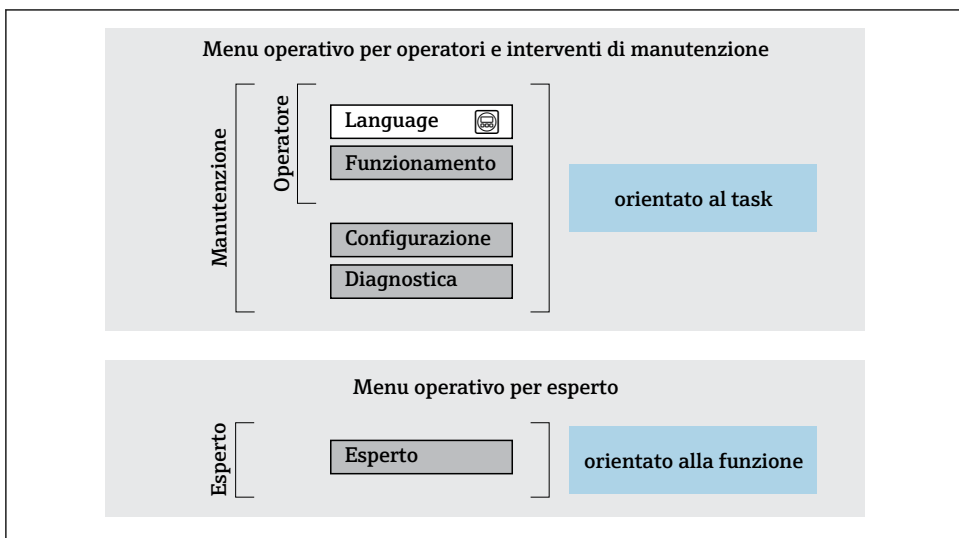 Menu operativo per operatori e interventi di manutenzione
Manutenzione
Operatore
Language
Funzionamento
Configurazione
Diagnostica
orientato al task
Menu operativo per esperto
Esperto
Esperto
orientato alla funzione